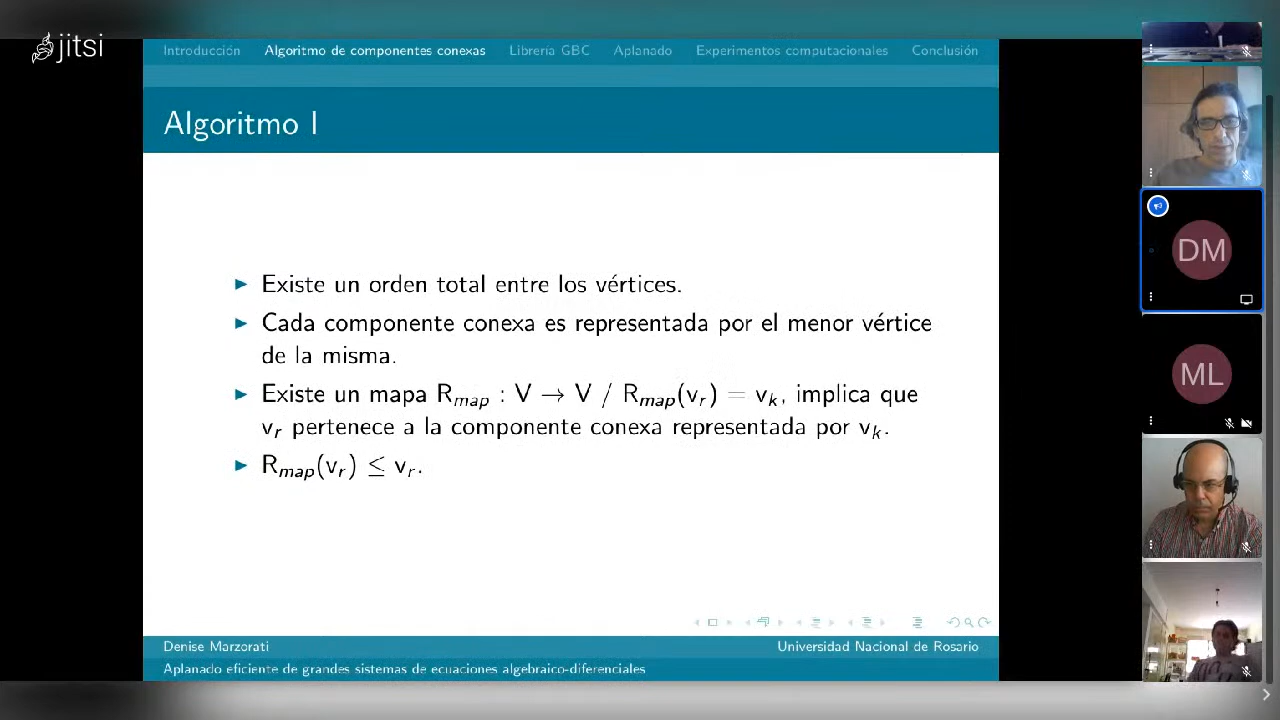 jitsi
Introducción Algoritmo de componentes conexas Librería GBC Aplanado Experimentos computacionales Conclusión
Algoritmo I
Existe un orden total entre los vértices.
Cada componente conexa es representada por el menor vértice
de la misma.
Existe un mapa R_map : V → V / R_map(v_r) = v_k, implica que
v_r pertenece a la componente conexa representada por v_k.
R_map(v_r) ≤ v_r.
Denise Marzorati Universidad Nacional de Rosario
Aplanado eficiente de grandes sistemas de ecuaciones algebraico-diferenciales
DM
ML